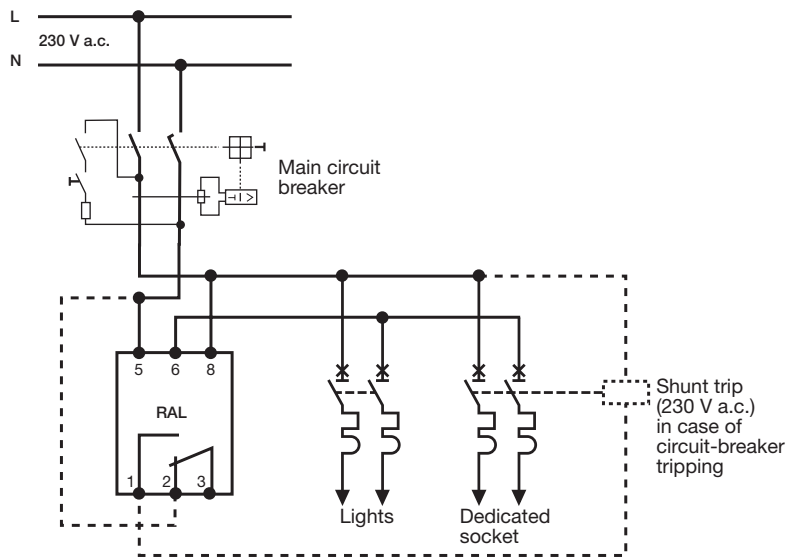 L
230 V a.c.
N
Main circuit
breaker
5 6 8
RAL
1 2 3
Shunt trip
(230 V a.c.)
in case of
circuit-breaker
tripping
Lights
Dedicated
socket